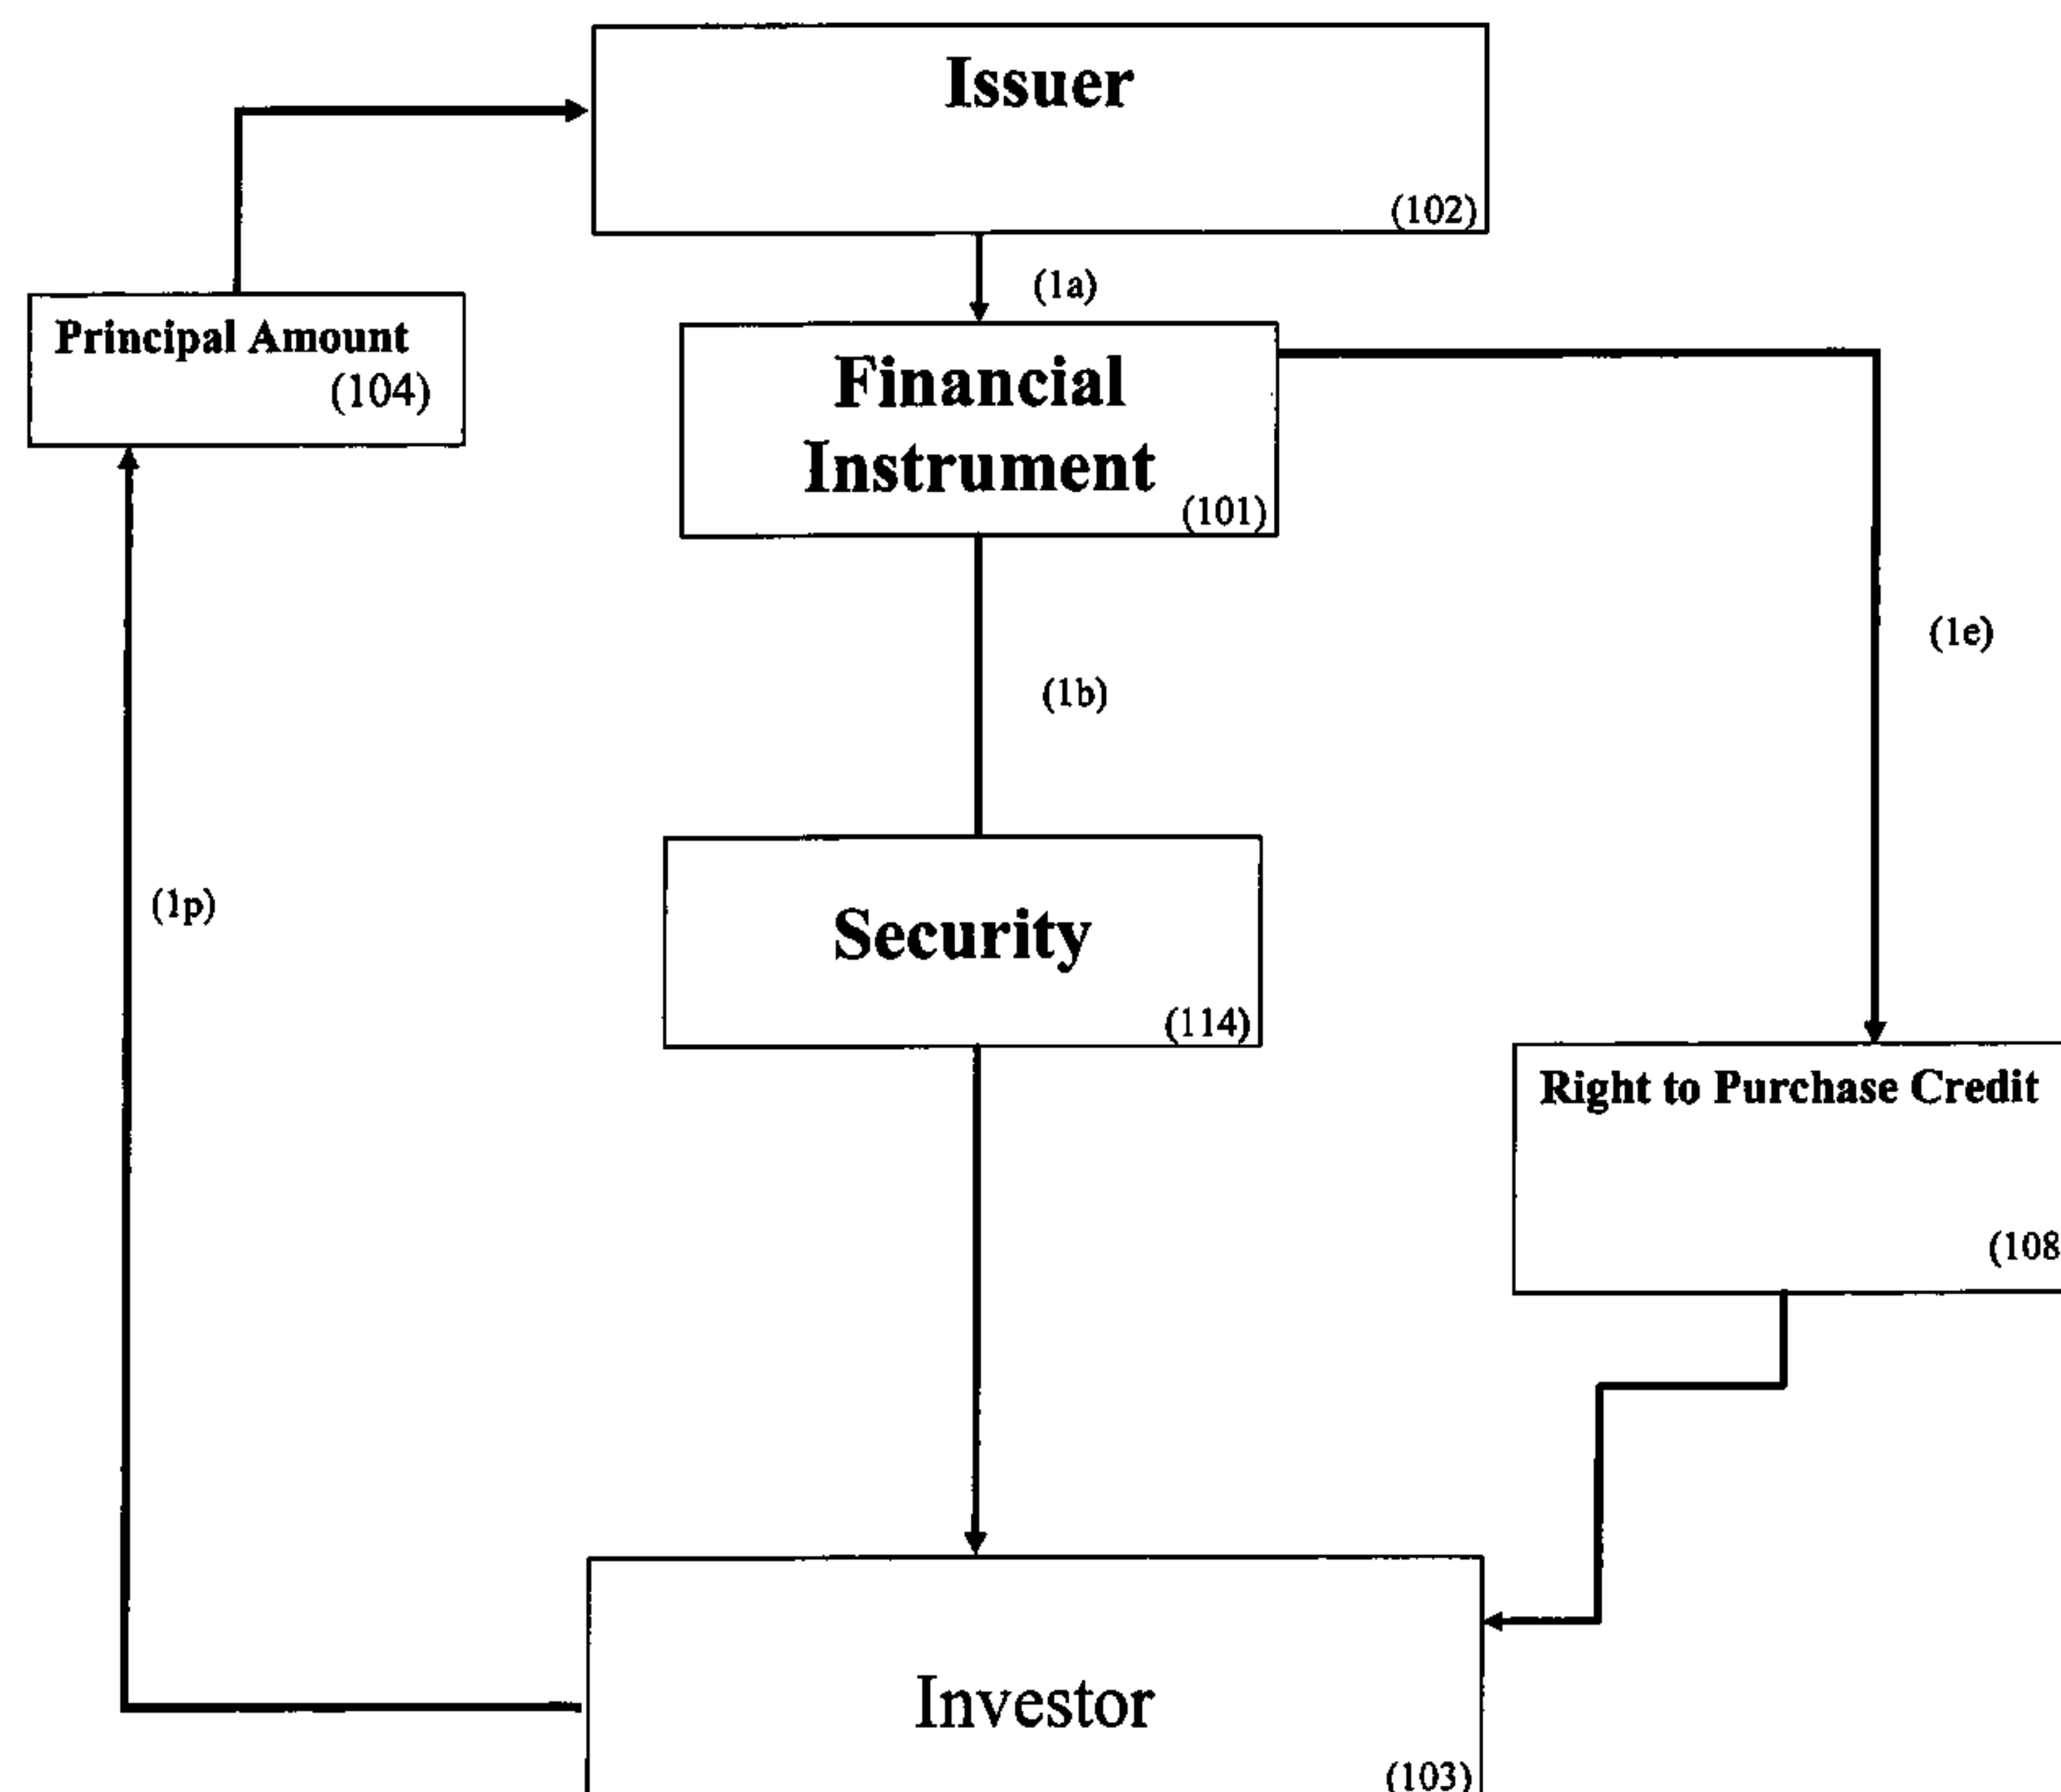 Issuer
(102)
(1a)
Principal Amount
(104)
Financial
Instrument
(101)
(1e)
(1b)
(1p)
Security
(114)
Right to Purchase Credit
(108
Investor
(103)